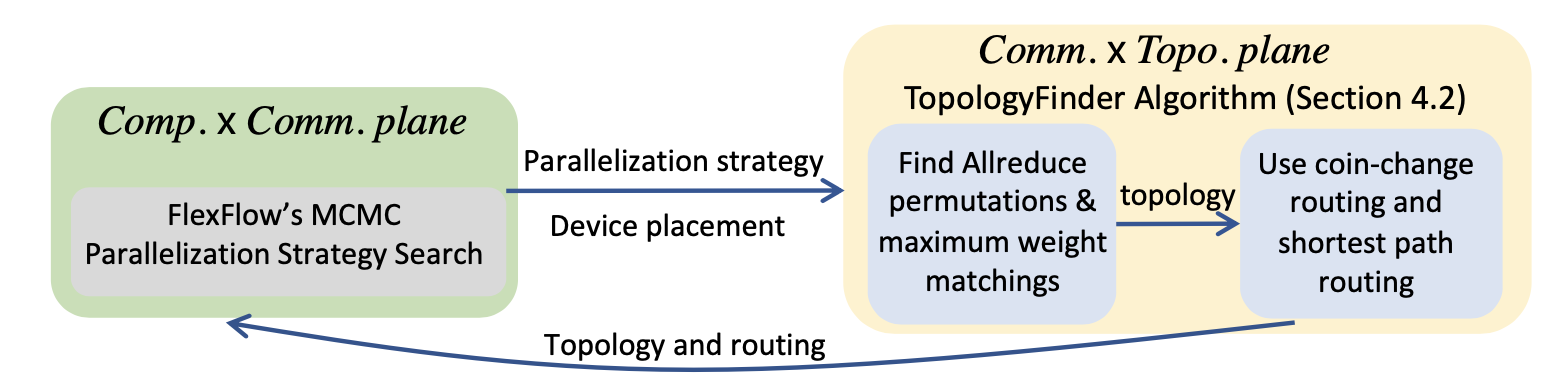 Comp. x Comm. plane
FlexFlow's MCMC
Parallelization Strategy Search
Parallelization strategy
Device placement
Comm. x Topo. plane
TopologyFinder Algorithm (Section 4.2)
Find Allreduce
permutations &
maximum weight
matchings
topology
Use coin-change
routing and
shortest path
routing
Topology and routing